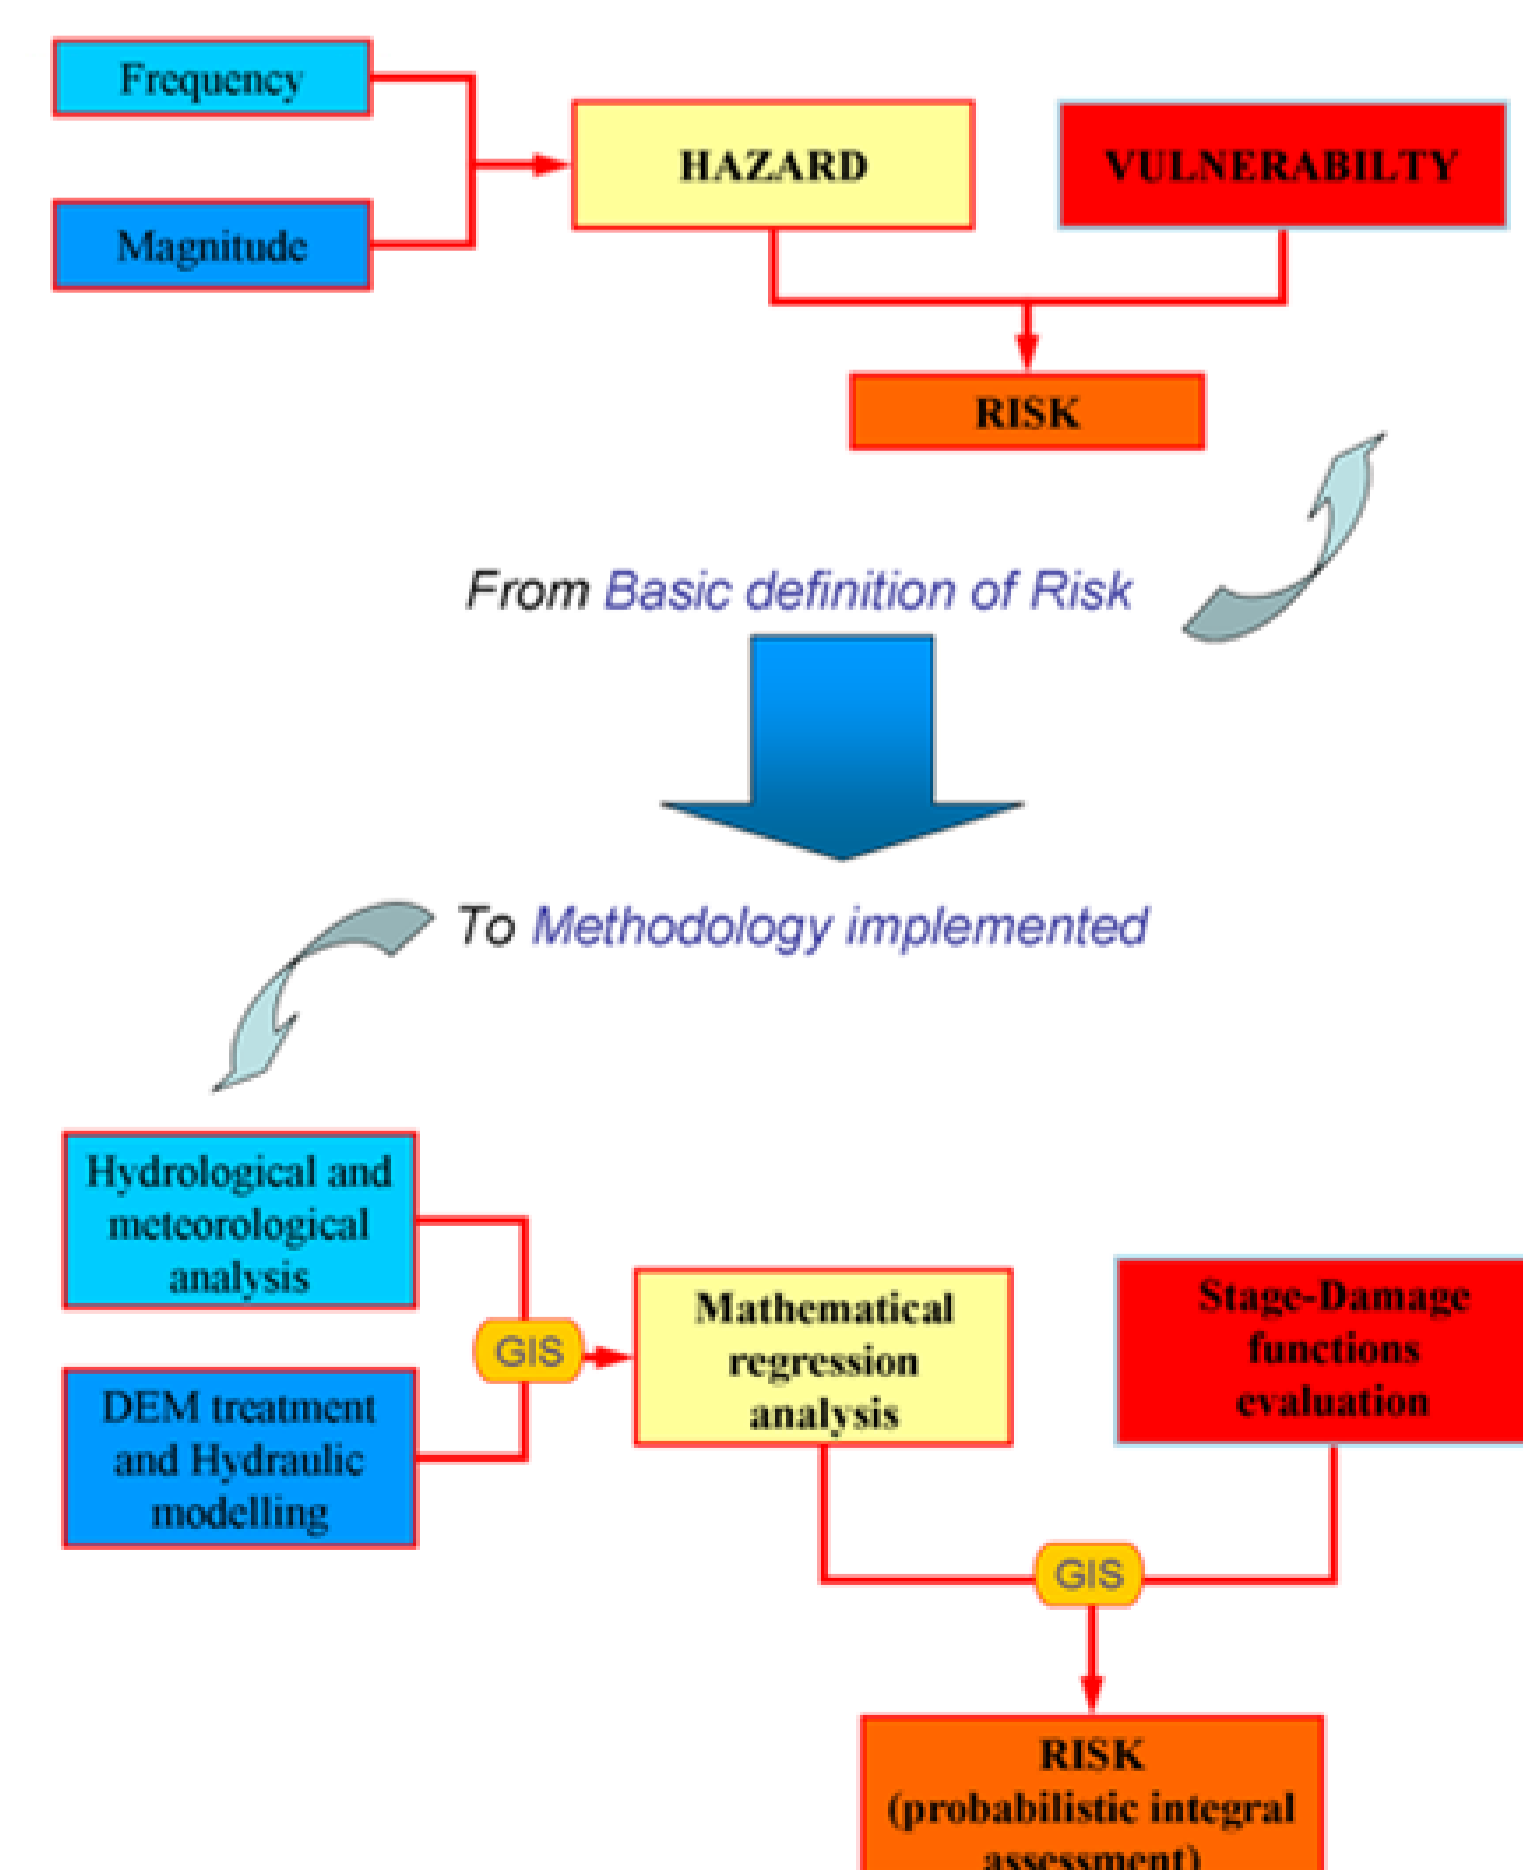 Frequency
HAZARD
VULNERABILTY
Magnitude
RISK
From Basic definition of Risk
To Methodology implemented
Hydrological and
meteorological
analysis
GIS
DEM treatment
and Hydraulic
modelling
Mathematical
regression
analysis
Stage-Damage
functions
evaluation
GIS
RISK
(probabilistic integral
assessment)